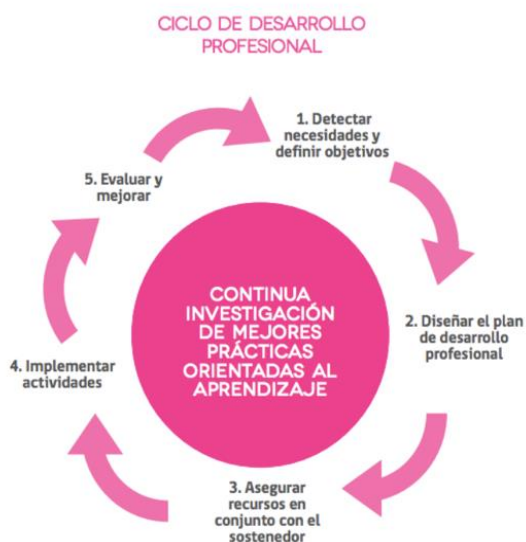 CICLO DE DESARROLLO
PROFESIONAL
1. Detectar
necesidades y
definir objetivos
2. Diseñar el plan
de desarrollo
profesional
3. Asegurar
recursos en
conjunto con el
sostenedor
4. Implementar
actividades
5. Evaluar y
mejorar
CONTINUA
INVESTIGACIÓN
DE MEJORES
PRÁCTICAS
ORIENTADAS AL
APRENDIZAJE